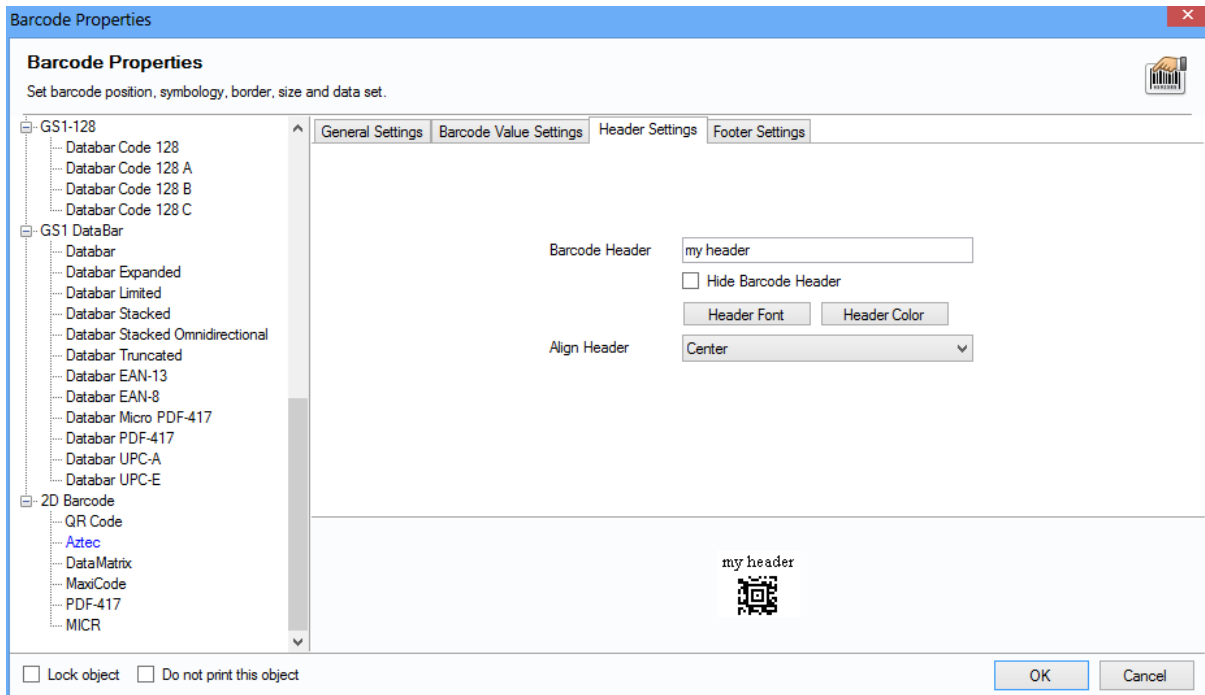 Barcode Properties
Barcode Properties
Set barcode position, symbology, border, size and data set.
GS1-128
Databar Code 128
Databar Code 128 A
Databar Code 128 B
Databar Code 128 C
GS1 DataBar
Databar
Databar Expanded
Databar Limited
Databar Stacked
Databar Stacked Omnidirectional
Databar Truncated
Databar EAN-13
Databar EAN-8
Databar Micro PDF-417
Databar PDF-417
Databar UPC-A
Databar UPC-E
2D Barcode
QR Code
Aztec
DataMatrix
MaxiCode
PDF-417
MICR
General Settings Barcode Value Settings Header Settings Footer Settings
Barcode Header my header
Hide Barcode Header
Header Font Header Color
Align Header Center
my header
Lock object Do not print this object OK Cancel